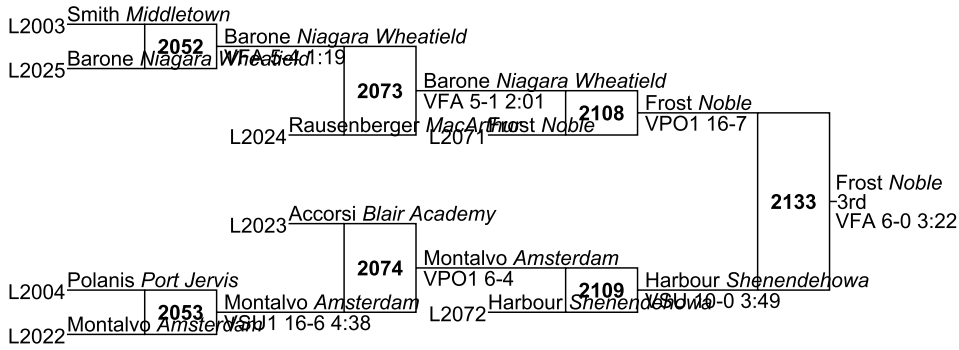 L2003
Smith Middletown
L2025
Barone Niagara Wheatfield
2052
Barone Niagara Wheatfield
VFA 5-4 1:19
L2024
Rausenberger MacArthur
2073
Barone Niagara Wheatfield
VFA 5-1 2:01
L2071
Frost Noble
2108
Frost Noble
VPO1 16-7
L2023
Accorsi Blair Academy
L2004
Polanis Port Jervis
L2022
Montalvo Amsterdam
2053
Montalvo Amsterdam
VSU1 16-6 4:38
2074
Montalvo Amsterdam
VPO1 6-4
L2072
Harbour Shenendehowa
2109
Harbour Shenendehowa
VSU 10-0 3:49
2133
Frost Noble
3rd
VFA 6-0 3:22